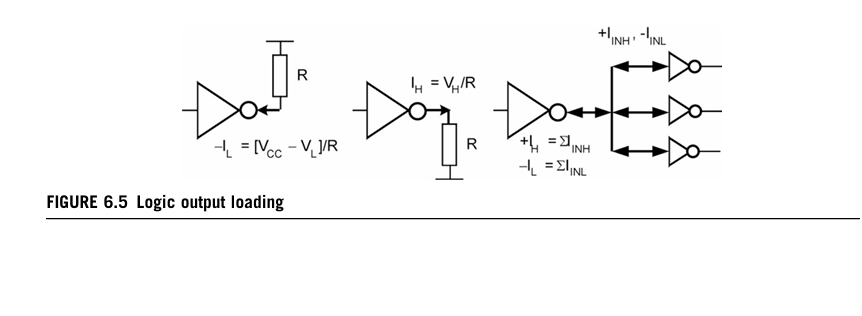 +I_INH, -I_INL
R
I_H = V_H/R
–I_L = [V_CC – V_L]/R
R
+I_H = ΣI_INH
–I_L = ΣI_INL
FIGURE 6.5 Logic output loading